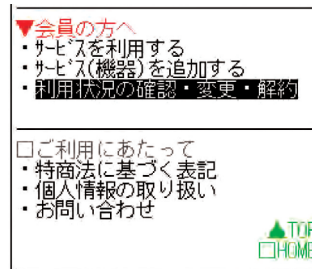 ▼会員の方へ
・ｻｰﾋﾞｽを利用する
・ｻｰﾋﾞｽ(機器)を追加する
・利用状況の確認・変更・解約
□ご利用にあたって
・特商法に基づく表記
・個人情報の取り扱い
・お問い合わせ
▲TOP
□HOME